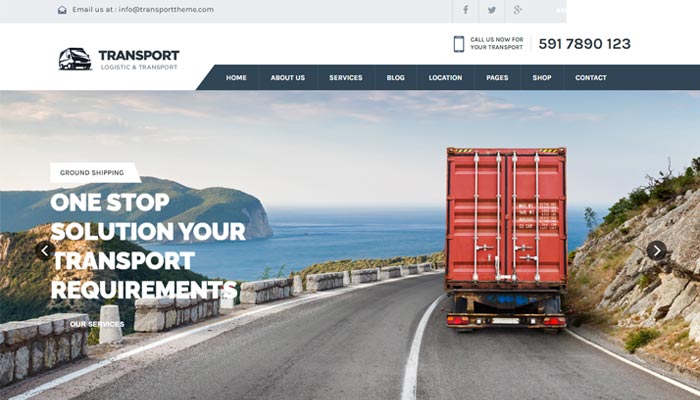 Email us at : info@transporttheme.com
CALL US NOW FOR
YOUR TRANSPORT
591 7890 123
TRANSPORT
LOGISTIC & TRANSPORT
HOME ABOUT US SERVICES BLOG LOCATION PAGES SHOP CONTACT
GROUND SHIPPING
ONE STOP
SOLUTION YOUR
TRANSPORT
REQUIREMENTS
OUR SERVICES